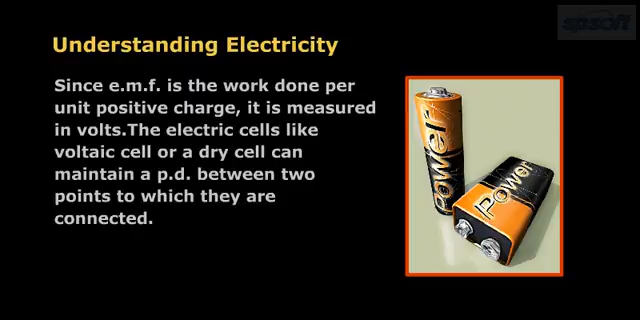 spsoft
Understanding Electricity
Since e.m.f. is the work done per
unit positive charge, it is measured
in volts.The electric cells like
voltaic cell or a dry cell can
maintain a p.d. between two
points to which they are
connected.
Power
Power